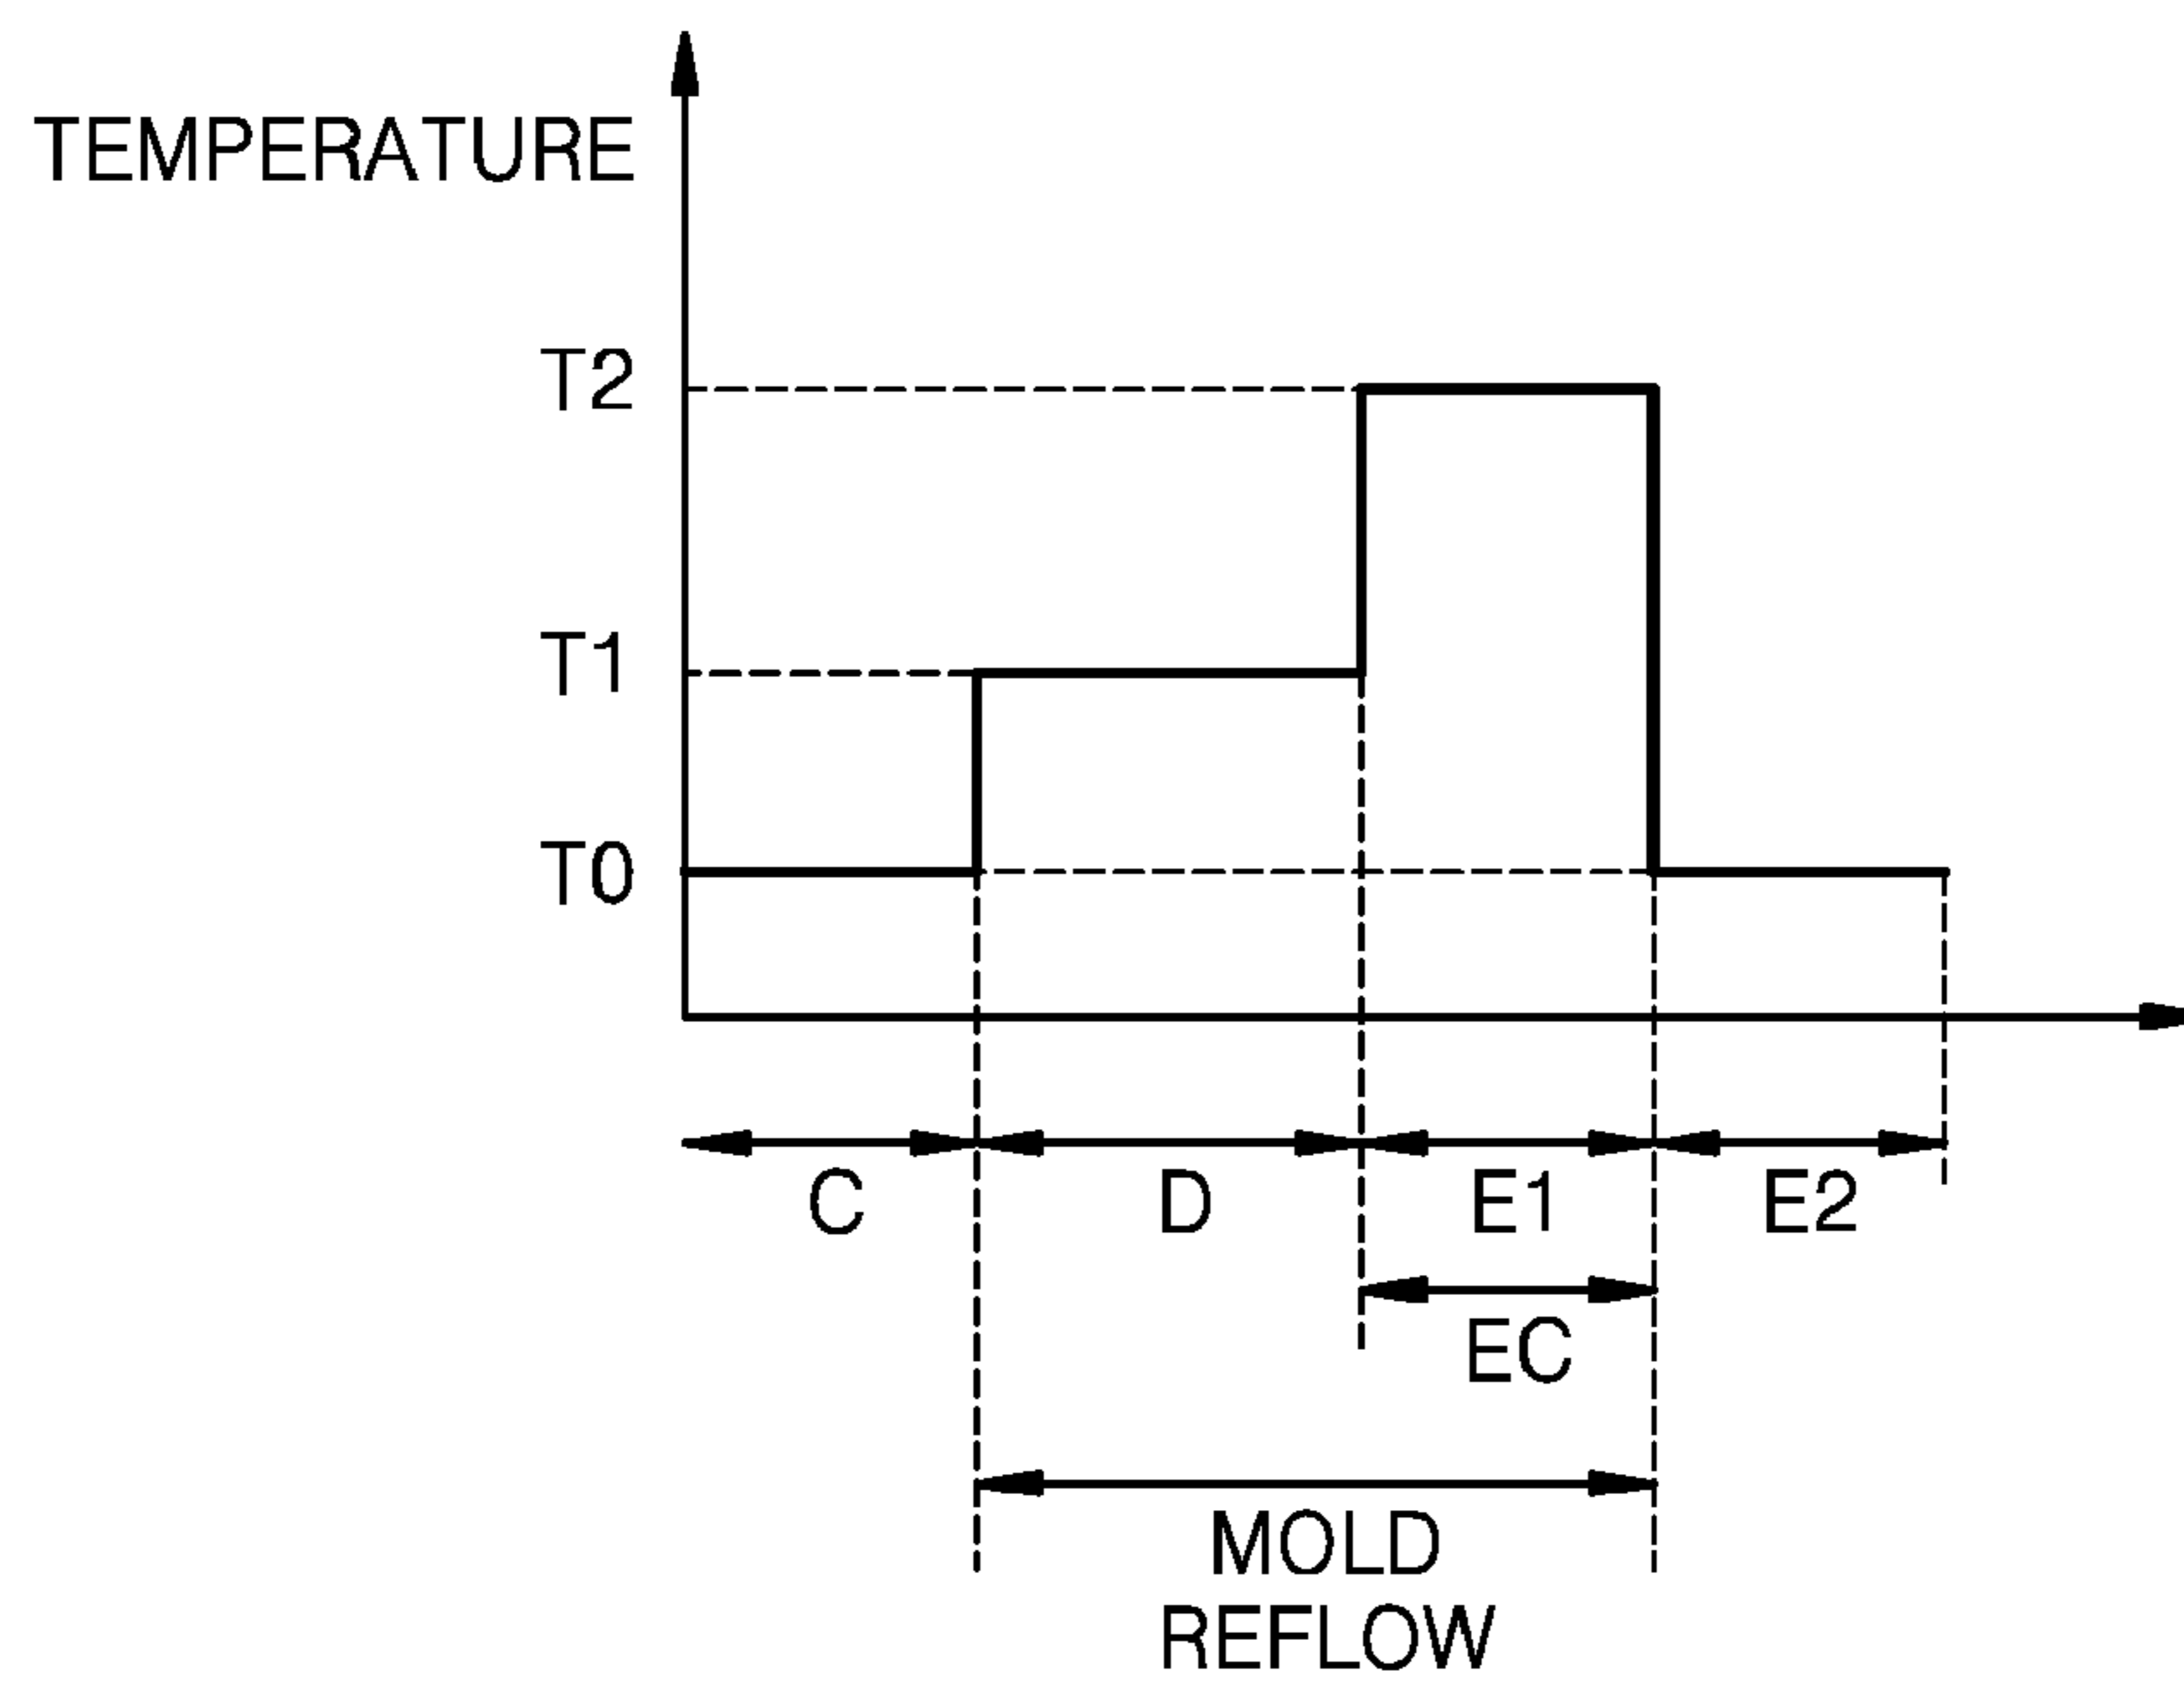 TEMPERATURE
T2
T1
T0
C D E1 E2
EC
MOLD
REFLOW